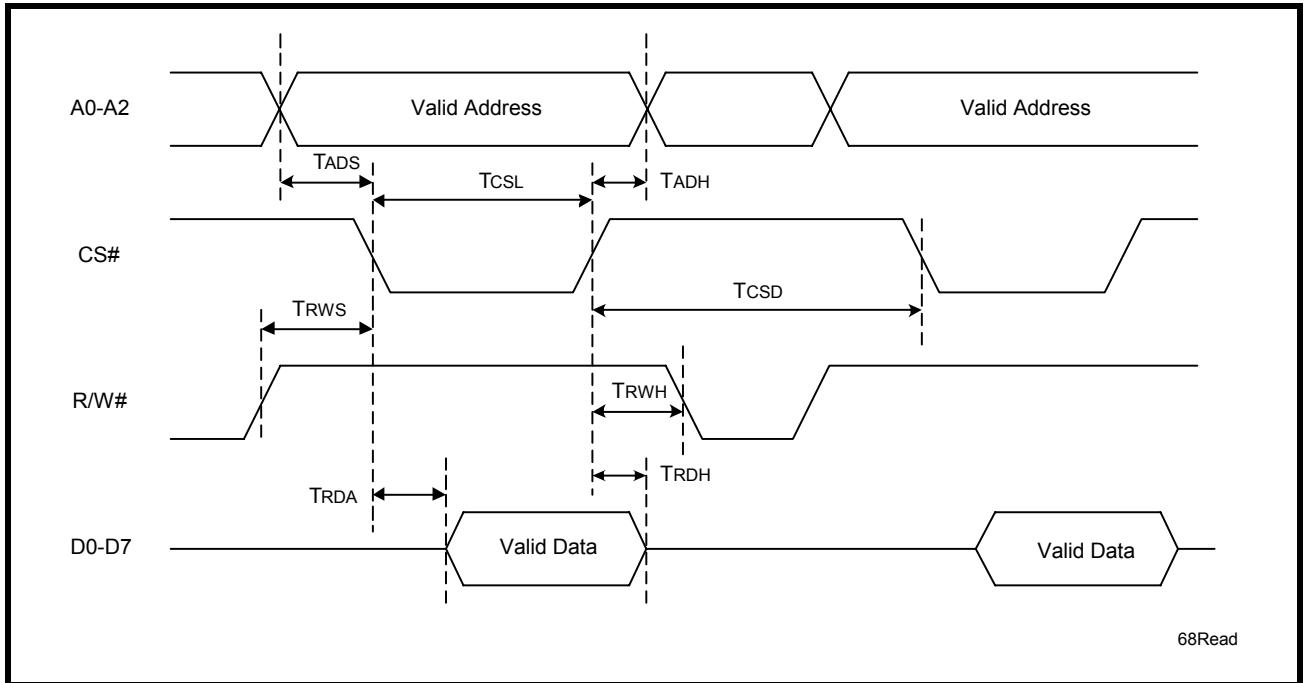 A0-A2
Valid Address
Valid Address
TADS
TCSL
TADH
CS#
TCSD
TRWS
R/W#
TRWH
TRDA
TRDH
D0-D7
Valid Data
Valid Data
68Read